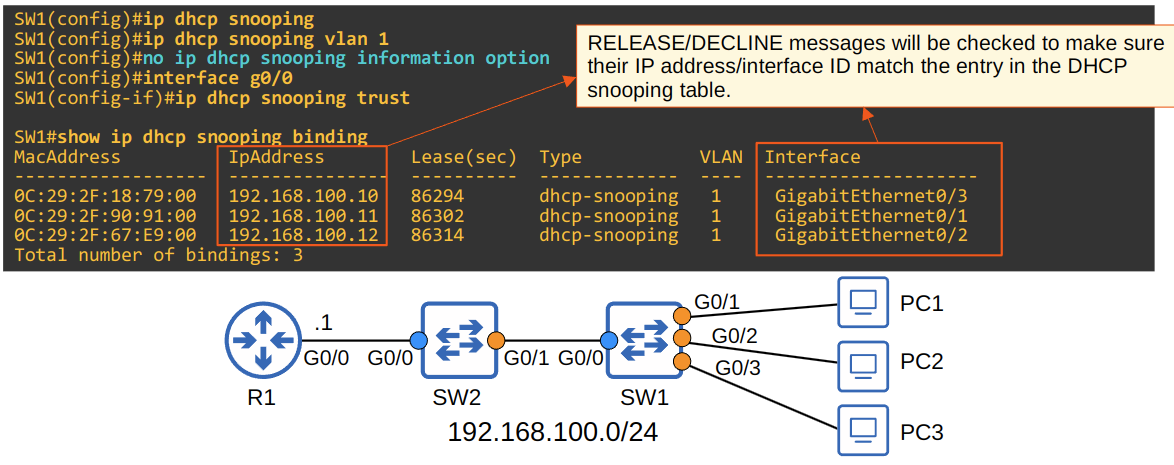 SW1(config)#ip dhcp snooping
SW1(config)#ip dhcp snooping vlan 1
SW1(config)#no ip dhcp snooping information option
SW1(config)#interface g0/0
SW1(config-if)#ip dhcp snooping trust
RELEASE/DECLINE messages will be checked to make sure
their IP address/interface ID match the entry in the DHCP
snooping table.
SW1#show ip dhcp snooping binding
MacAddress IpAddress Lease(sec) Type VLAN Interface
------------------ --------------- ---------- ------------- ---- --------------------
0C:29:2F:18:79:00 192.168.100.10 86294 dhcp-snooping 1 GigabitEthernet0/3
0C:29:2F:90:91:00 192.168.100.11 86302 dhcp-snooping 1 GigabitEthernet0/1
0C:29:2F:67:E9:00 192.168.100.12 86314 dhcp-snooping 1 GigabitEthernet0/2
Total number of bindings: 3
.1
G0/0 G0/0 G0/1 G0/0
G0/1
G0/2
G0/3
PC1
PC2
PC3
R1 SW2 SW1
192.168.100.0/24